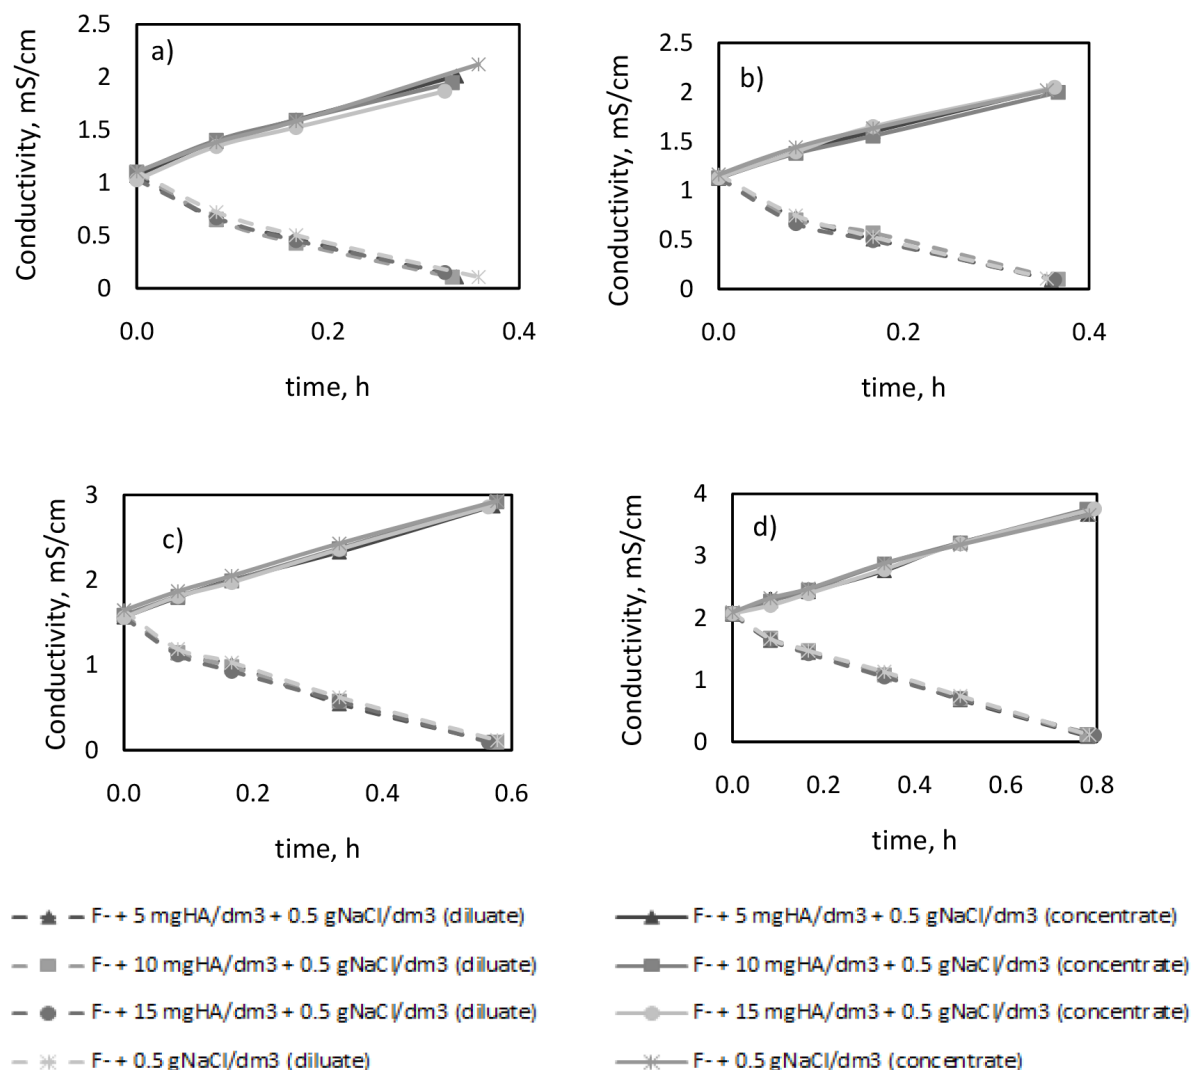 a)
Conductivity, mS/cm
2.5
2
1.5
1
0.5
0
0.0 0.2 0.4
time, h
b)
Conductivity, mS/cm
2.5
2
1.5
1
0.5
0
0.0 0.2 0.4
time, h
c)
Conductivity, mS/cm
3
2
1
0
0.0 0.2 0.4 0.6
time, h
d)
Conductivity, mS/cm
4
3
2
1
0
0.0 0.2 0.4 0.6 0.8
time, h
F- + 5 mgHA/dm3 + 0.5 gNaCl/dm3 (diluate)
F- + 10 mgHA/dm3 + 0.5 gNaCl/dm3 (diluate)
F- + 15 mgHA/dm3 + 0.5 gNaCl/dm3 (diluate)
F- + 0.5 gNaCl/dm3 (diluate)
F- + 5 mgHA/dm3 + 0.5 gNaCl/dm3 (concentrate)
F- + 10 mgHA/dm3 + 0.5 gNaCl/dm3 (concentrate)
F- + 15 mgHA/dm3 + 0.5 gNaCl/dm3 (concentrate)
F- + 0.5 gNaCl/dm3 (concentrate)